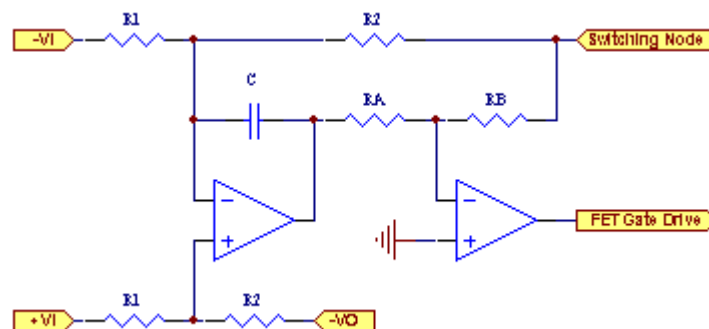 R1
R2
-VI
Switching Node
C
RA
RB
-
-
+
+
FET Gate Drive
R1
R2
+VI
-VO